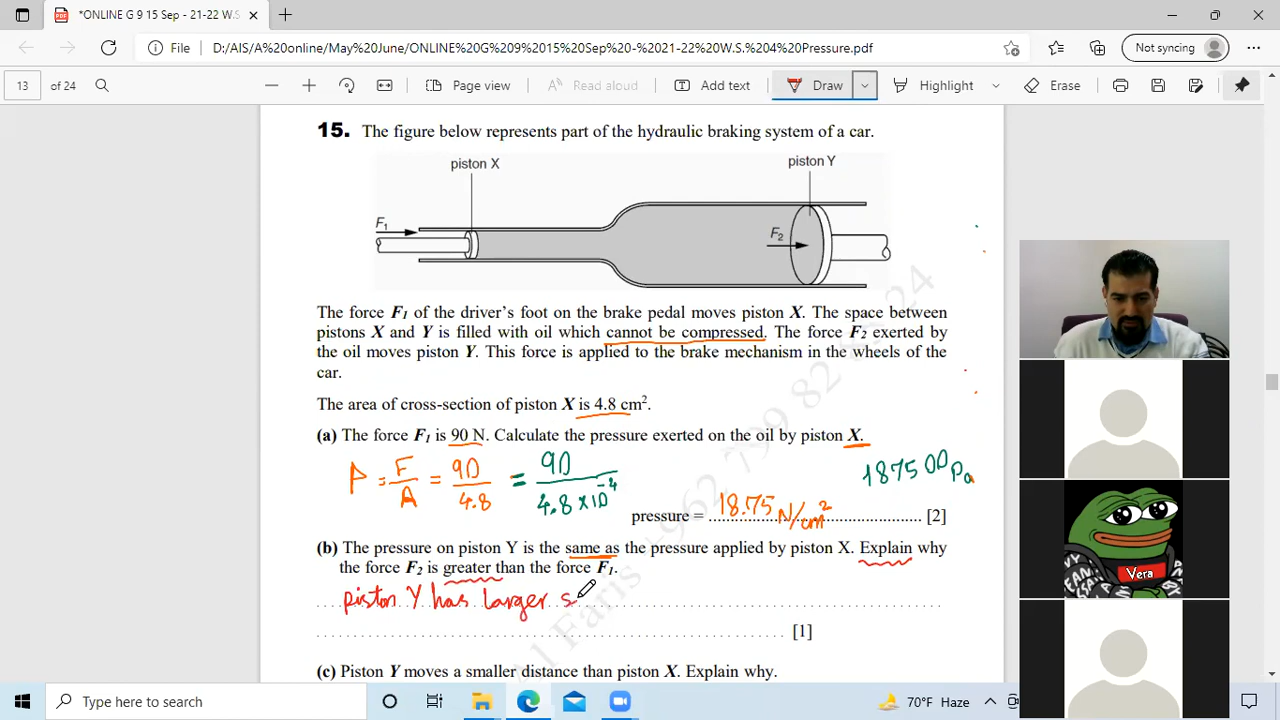 *ONLINE G 9 15 Sep - 21-22 W.S.
File
D:/AIS/A%20online/May%20June/ONLINE%20G%209%2015%20Sep%20-%2021-22%20W.S.%204%20Pressure.pdf
Not syncing
13 of 24
Page view
Read aloud
Add text
Draw
Highlight
Erase
15. The figure below represents part of the hydraulic braking system of a car.
piston X
piston Y
F1
F2
The force F1 of the driver's foot on the brake pedal moves piston X. The space between
pistons X and Y is filled with oil which cannot be compressed. The force F2 exerted by
the oil moves piston Y. This force is applied to the brake mechanism in the wheels of the
car.
The area of cross-section of piston X is 4.8 cm².
(a) The force F1 is 90 N. Calculate the pressure exerted on the oil by piston X.
P = F/A = 90/4.8 = 90/4.8×10⁻⁴
187500 Pa
pressure = 18.75 N/cm² [2]
(b) The pressure on piston Y is the same as the pressure applied by piston X. Explain why
the force F2 is greater than the force F1.
piston Y has larger s
[1]
(c) Piston Y moves a smaller distance than piston X. Explain why.
Faris +962 799 82 24
Vera
Type here to search
70°F Haze